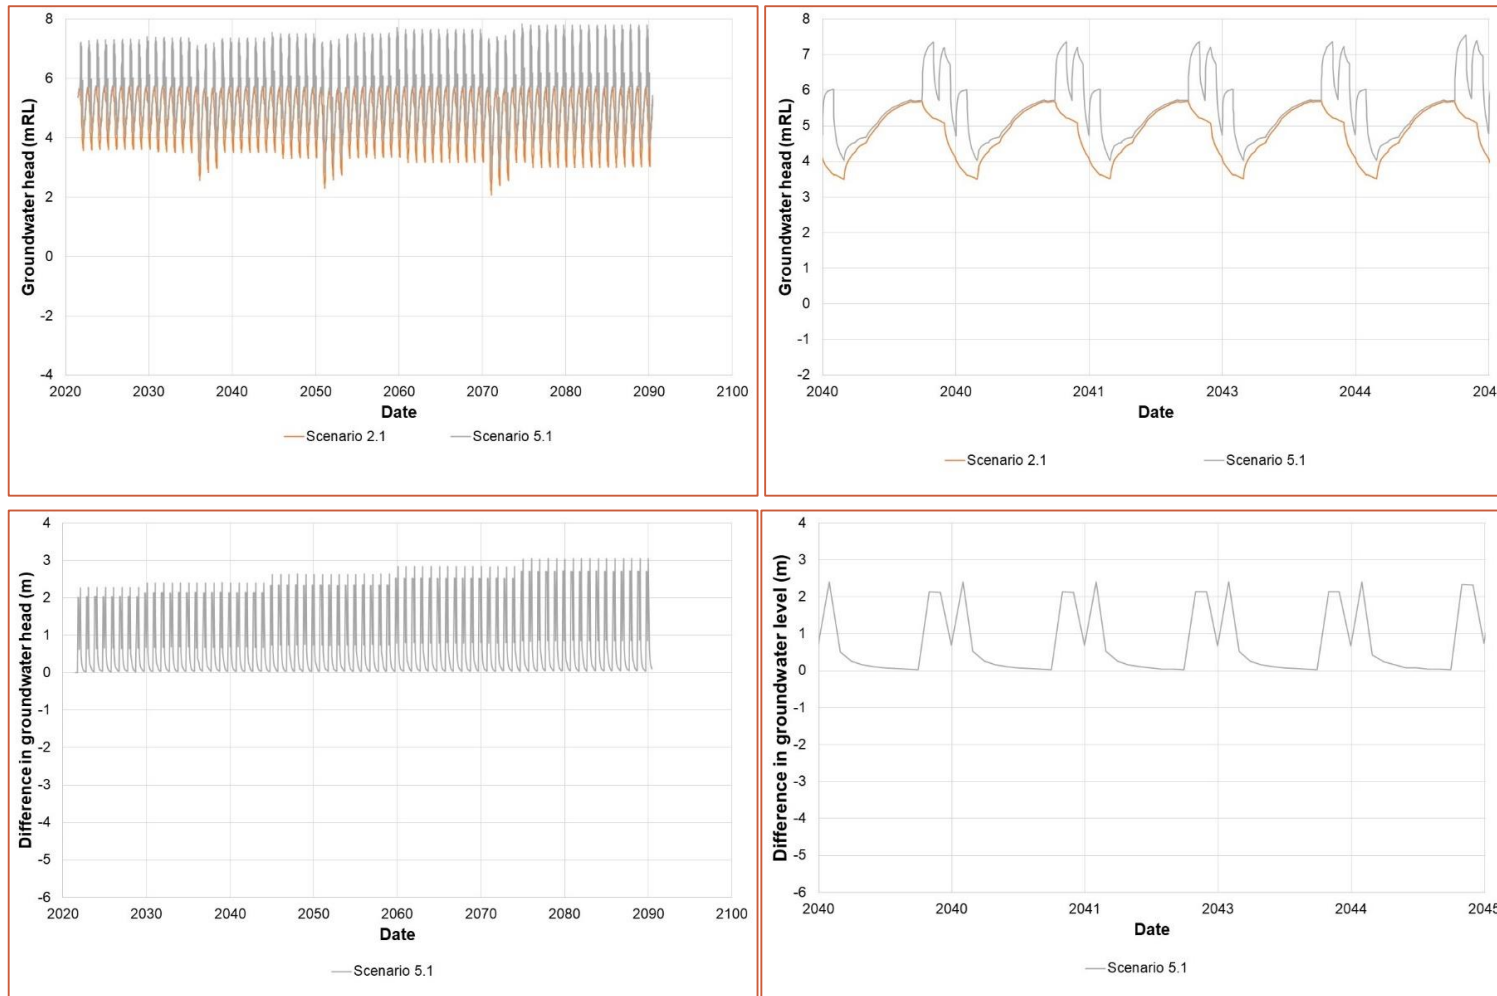 8
6
4
2
0
-2
-4
Groundwater head (mRL)
2020 2030 2040 2050 2060 2070 2080 2090 2100
Date
Scenario 2.1 Scenario 5.1
8
7
6
5
4
3
2
1
0
-1
-2
Groundwater head (mRL)
2040 2040 2041 2043 2044 204
Date
Scenario 2.1 Scenario 5.1
4
3
2
1
0
-1
-2
-3
-4
-5
-6
Difference in groundwater head (m)
2020 2030 2040 2050 2060 2070 2080 2090 2100
Date
Scenario 5.1
4
3
2
1
0
-1
-2
-3
-4
-5
-6
Difference in groundwater level (m)
2040 2040 2041 2043 2044 2045
Date
Scenario 5.1